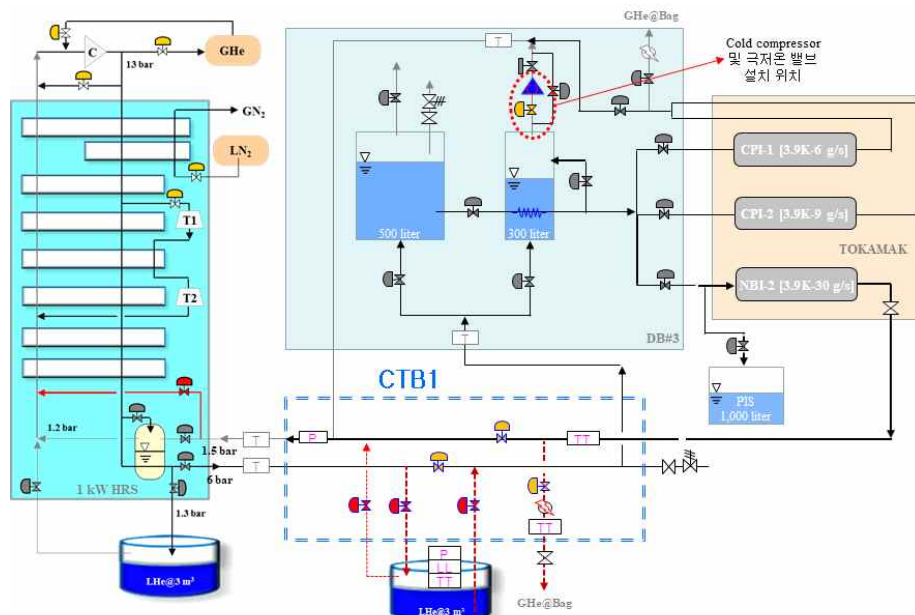 GHe@Bag
GHe
C
13 bar
T
Cold compressor
및 극저온 밸브
설치 위치
GN₂
LN₂
T1
T2
500 liter
300 liter
CPI-1 [3.9K-6 g/s]
CPI-2 [3.9K-9 g/s]
TOKAMAK
NBI-2 [3.9K-30 g/s]
T
DB#3
PIS
1,000 liter
CTB1
1.2 bar
1.5 bar
T
P
TT
6 bar
T
1 kW HRS
1.3 bar
TT
P
LL
TT
LHe@3 m³
LHe@3 m³
GHe@Bag